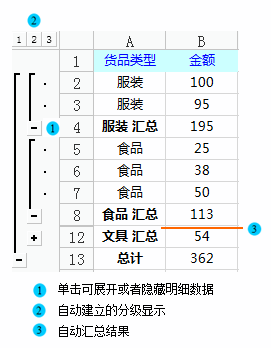 2
1 2 3
A B
1 货品类型 金额
2 服装 100
3 服装 95
4 服装 汇总 195
1
5 食品 25
6 食品 38
7 食品 50
8 食品 汇总 113
3
12 文具 汇总 54
13 总计 362
1 单击可展开或者隐藏明细数据
2 自动建立的分级显示
3 自动汇总结果